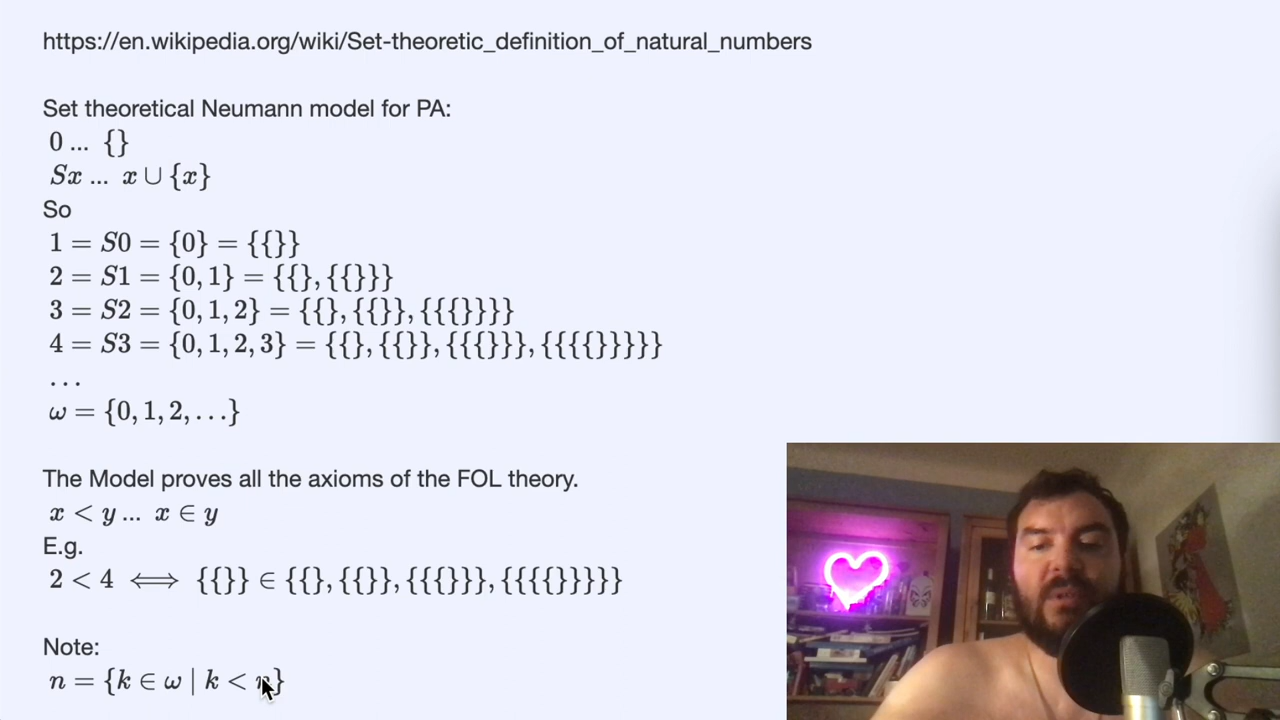 https://en.wikipedia.org/wiki/Set-theoretic_definition_of_natural_numbers
Set theoretical Neumann model for PA:
0 ... {}
Sx ... x ∪ {x}
So
1 = S0 = {0} = {{}}
2 = S1 = {0, 1} = {{}, {{}}}
3 = S2 = {0, 1, 2} = {{}, {{}}, {{{}}}}
4 = S3 = {0, 1, 2, 3} = {{}, {{}}, {{{}}}, {{{{}}}}}
...
ω = {0, 1, 2, ...}
The Model proves all the axioms of the FOL theory.
x < y ... x ∈ y
E.g.
2 < 4 ⟺ {{}} ∈ {{}, {{}}, {{{}}}, {{{{}}}}}
Note:
n = {k ∈ ω | k < n}